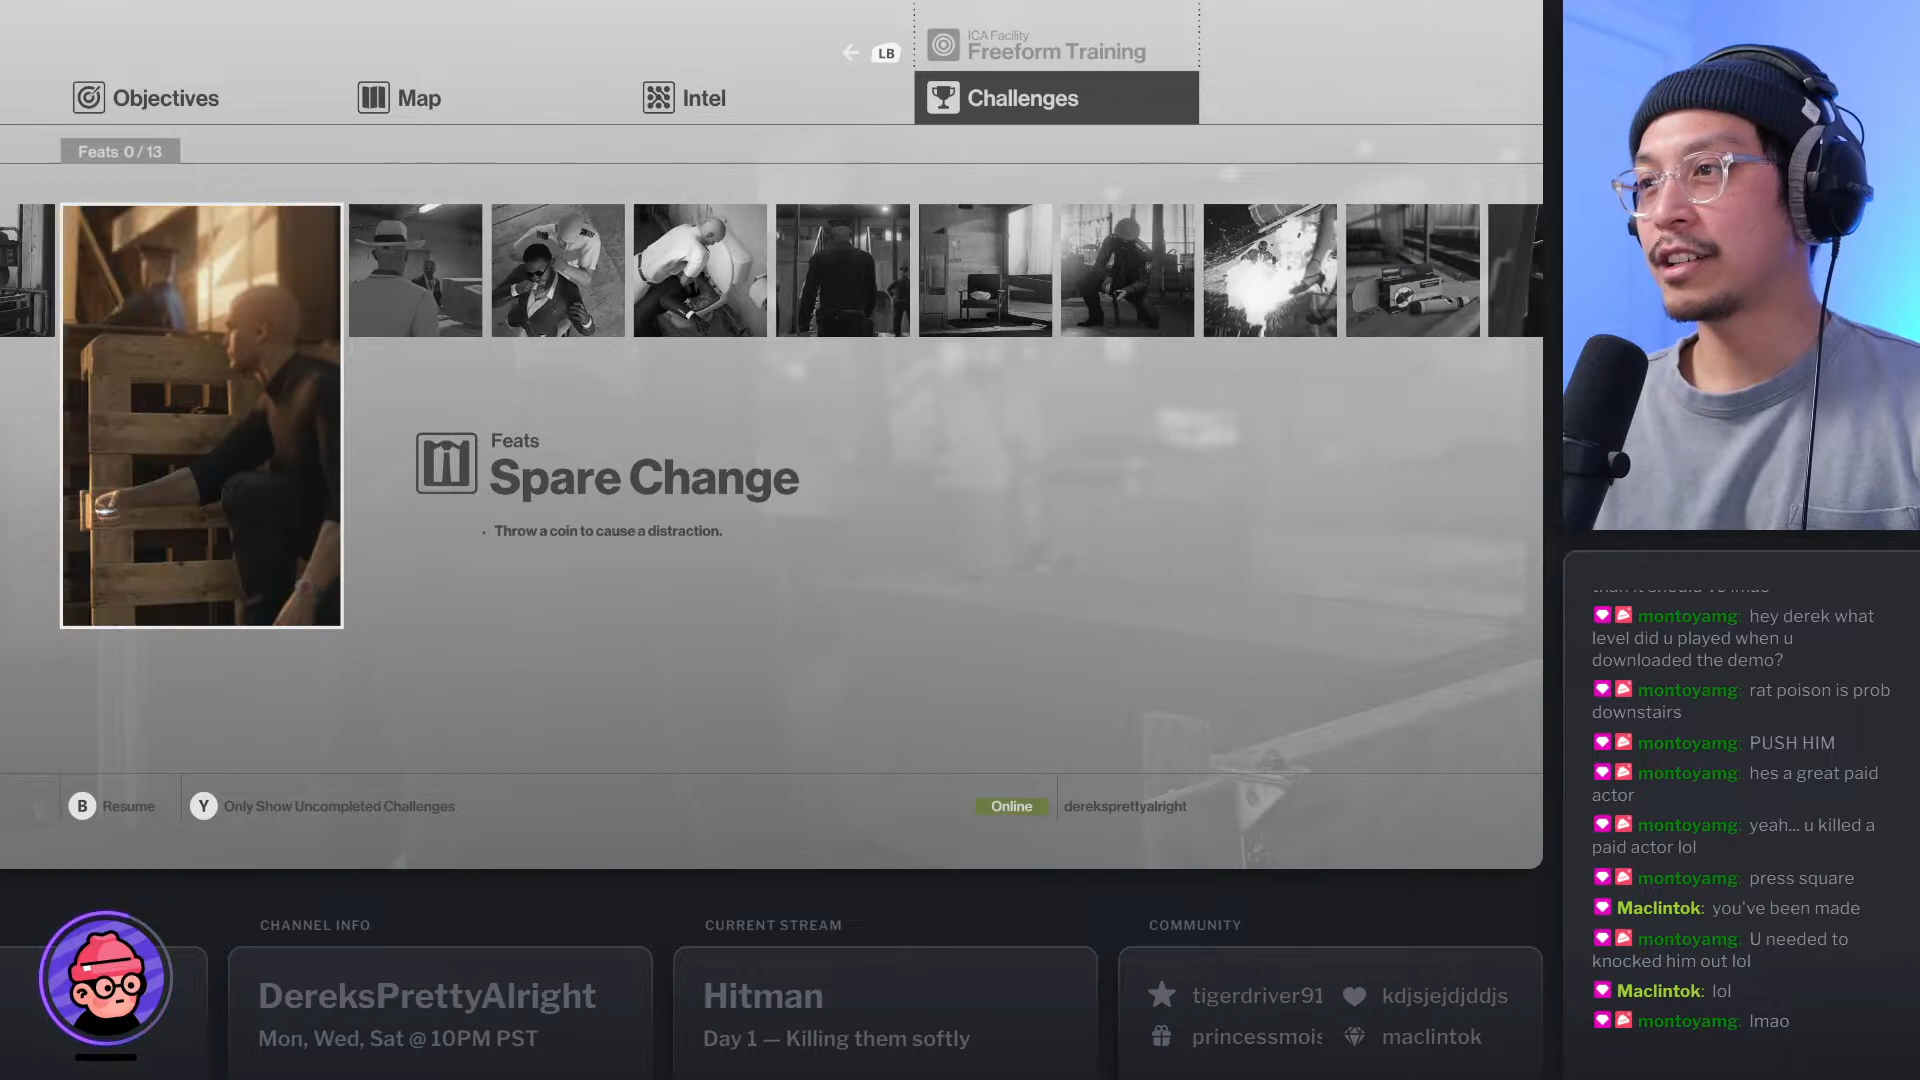 LB
ICA Facility
Freeform Training
Objectives
Map
Intel
Challenges
Feats 0 / 13
Feats
Spare Change
· Throw a coin to cause a distraction.
B Resume
Y Only Show Uncompleted Challenges
Online
dereksprettyalright
montoyamg: hey derek what
level did u played when u
downloaded the demo?
montoyamg: rat poison is prob
downstairs
montoyamg: PUSH HIM
montoyamg: hes a great paid
actor
montoyamg: yeah... u killed a
paid actor lol
montoyamg: press square
Maclintok: you've been made
montoyamg: U needed to
knocked him out lol
Maclintok: lol
montoyamg: lmao
CHANNEL INFO
DereksPrettyAlright
Mon, Wed, Sat @ 10PM PST
CURRENT STREAM
Hitman
Day 1 — Killing them softly
COMMUNITY
tigerdriver91
kdjsjejdjddjs
princessmois
maclintok